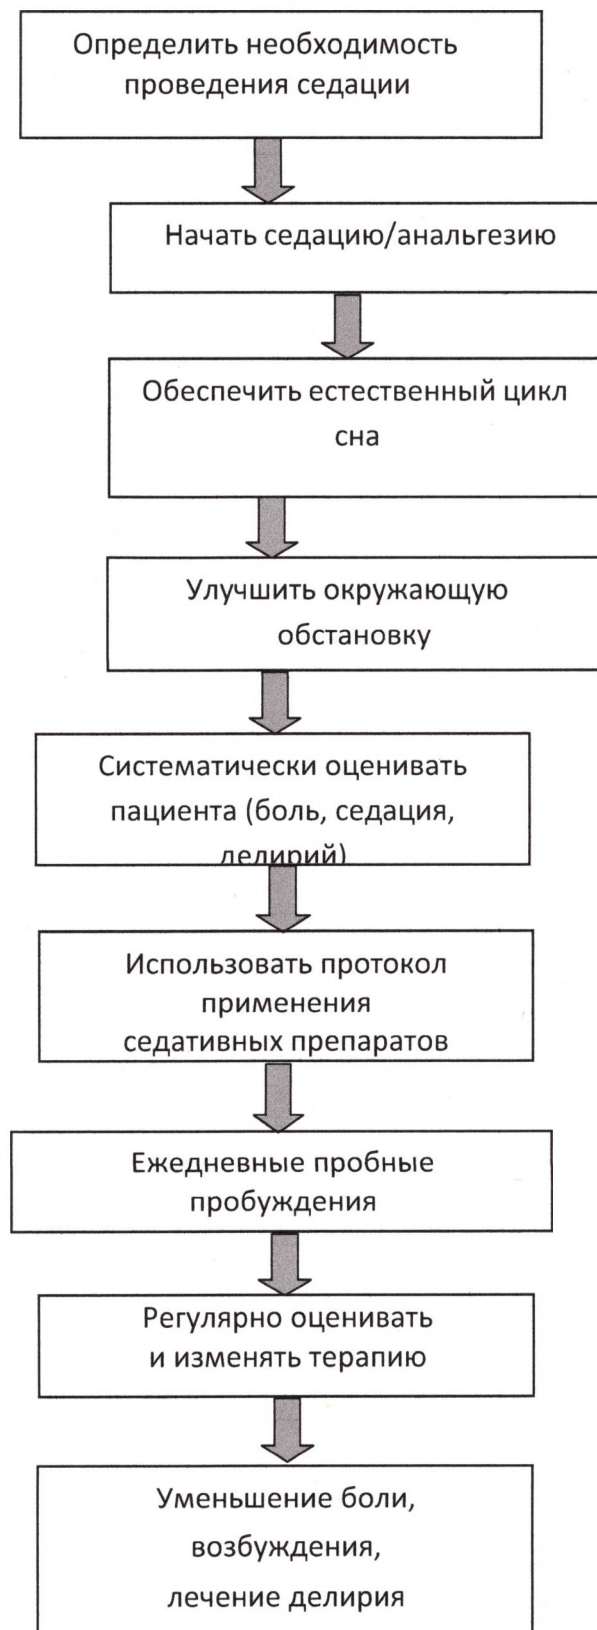 Определить необходимость
проведения седации
Начать седацию/анальгезию
Обеспечить естественный цикл
сна
Улучшить окружающую
обстановку
Систематически оценивать
пациента (боль, седация,
делирий)
Использовать протокол
применения
седативных препаратов
Ежедневные пробные
пробуждения
Регулярно оценивать
и изменять терапию
Уменьшение боли,
возбуждения,
лечение делирия